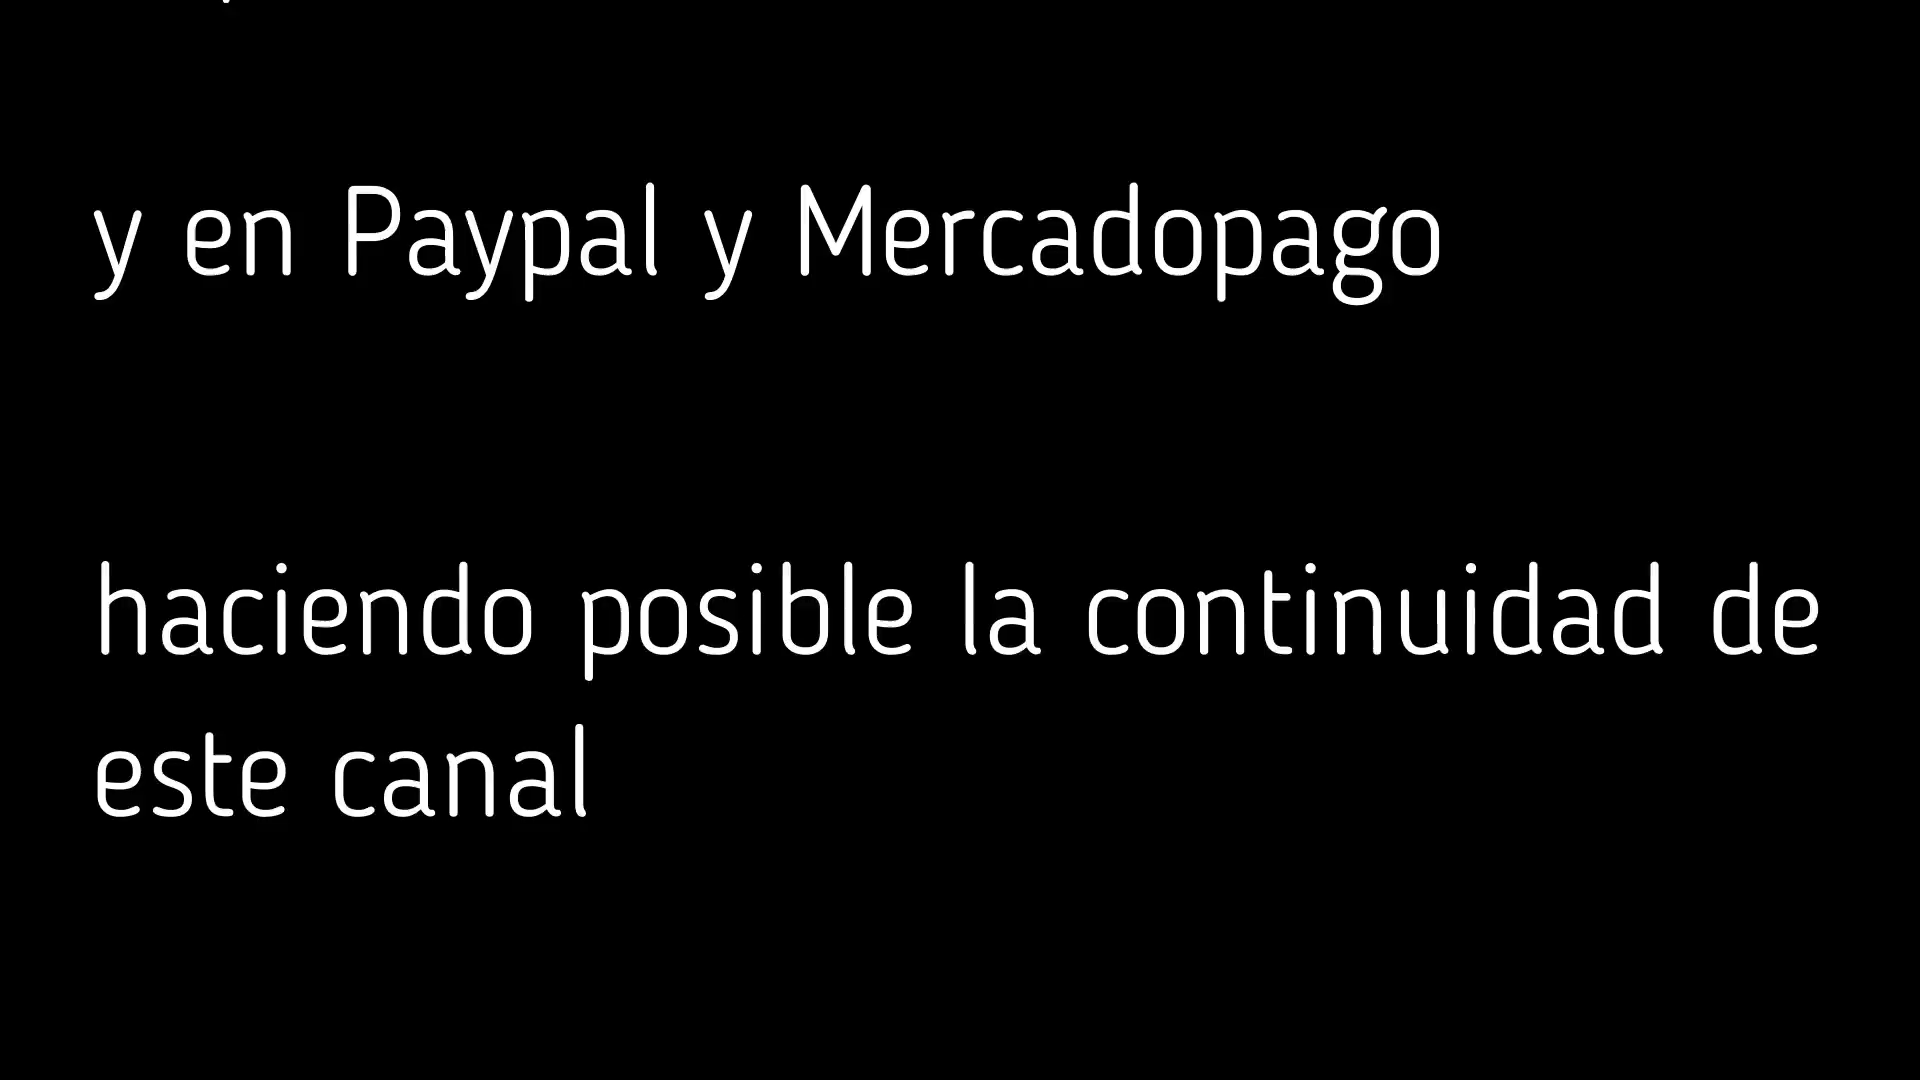 y en Paypal y Mercadopago
haciendo posible la continuidad de
este canal